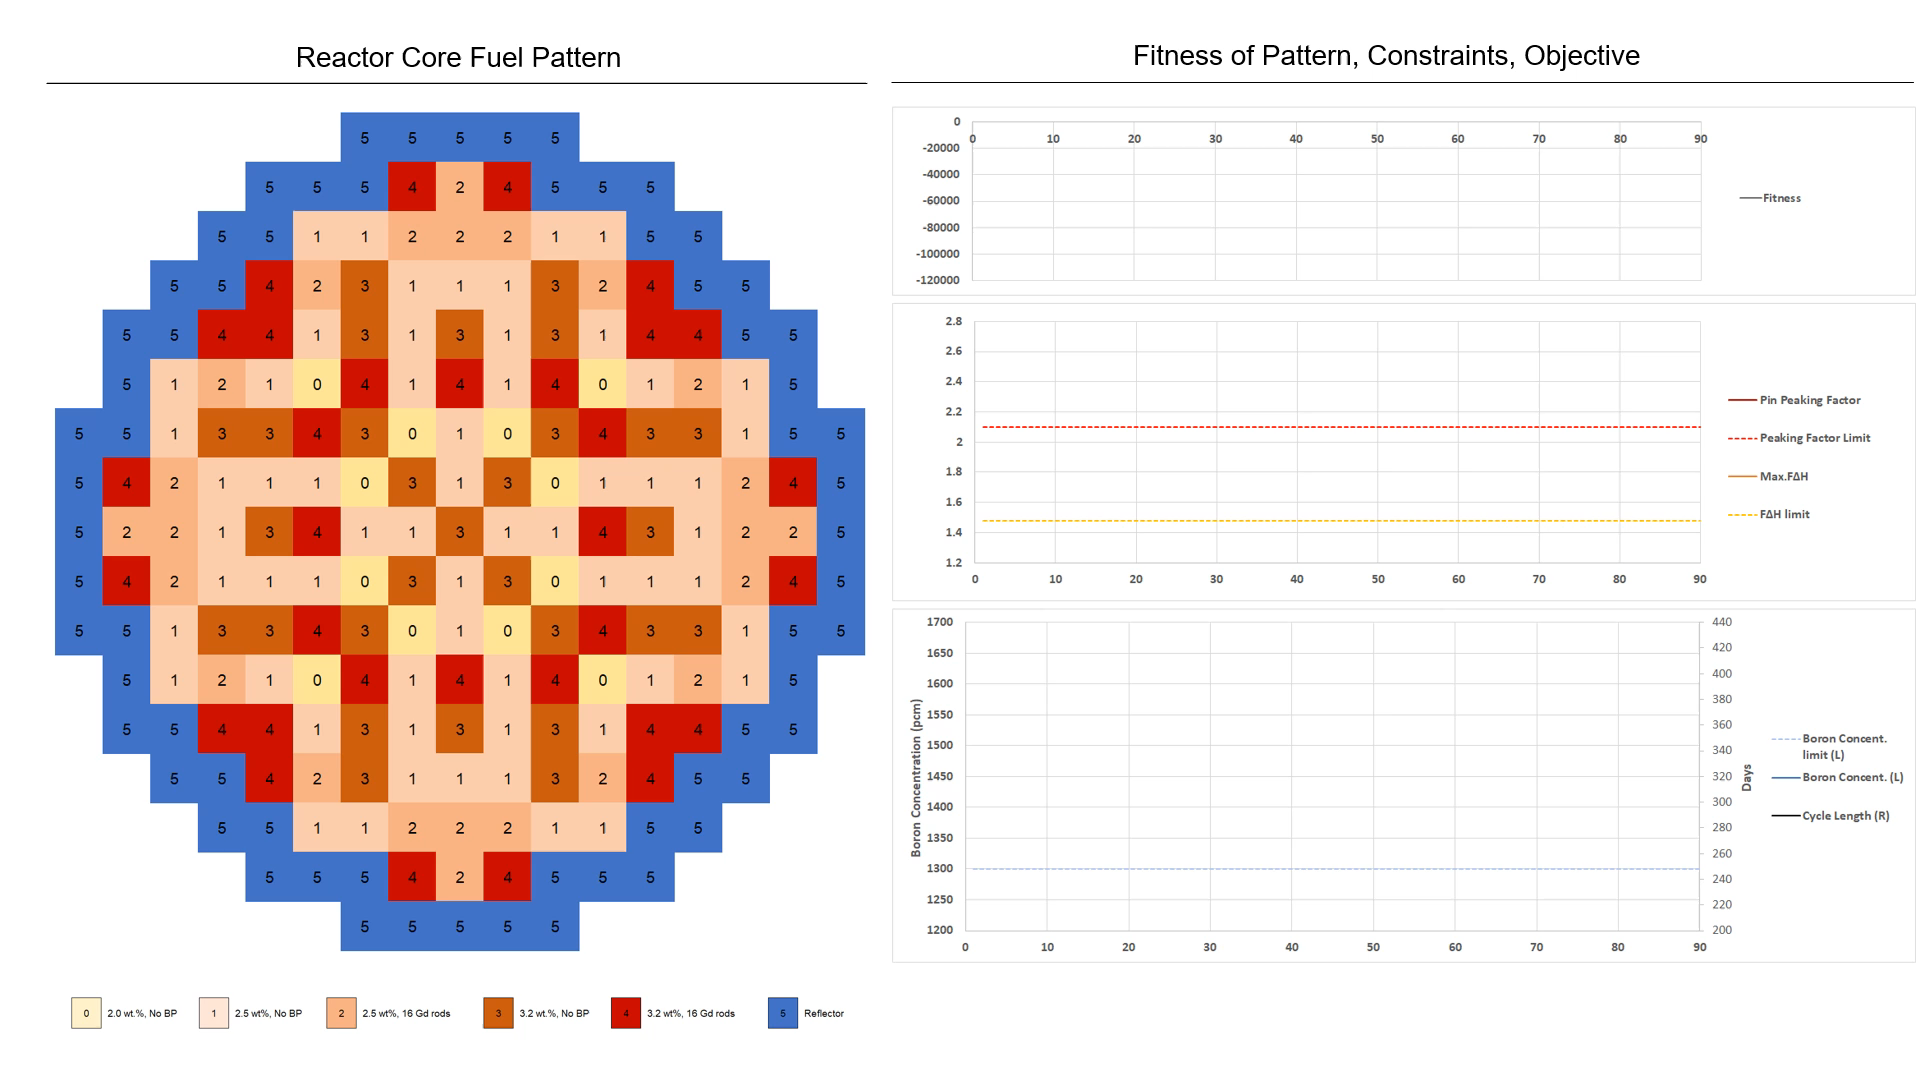 Reactor Core Fuel Pattern
5 5 5 5 5
5 5 5 4 2 4 5 5 5
5 5 1 1 2 2 2 1 1 5 5
5 5 4 2 3 1 1 1 3 2 4 5 5
5 5 4 4 1 3 1 3 1 3 1 4 4 5 5
5 1 2 1 0 4 1 4 1 4 0 1 2 1 5
5 5 1 3 3 4 3 0 1 0 3 4 3 3 1 5 5
5 4 2 1 1 1 0 3 1 3 0 1 1 1 2 4 5
5 2 2 1 3 4 1 1 3 1 1 4 3 1 2 2 5
5 4 2 1 1 1 0 3 1 3 0 1 1 1 2 4 5
5 5 1 3 3 4 3 0 1 0 3 4 3 3 1 5 5
5 1 2 1 0 4 1 4 1 4 0 1 2 1 5
5 5 4 4 1 3 1 3 1 3 1 4 4 5 5
5 5 4 2 3 1 1 1 3 2 4 5 5
5 5 1 1 2 2 2 1 1 5 5
5 5 5 4 2 4 5 5 5
5 5 5 5 5
0 2.0 wt.%, No BP 1 2.5 wt%, No BP 2 2.5 wt%, 16 Gd rods 3 3.2 wt.%, No BP 4 3.2 wt%, 16 Gd rods 5 Reflector
Fitness of Pattern, Constraints, Objective
0
0 10 20 30 40 50 60 70 80 90
-20000
-40000
-60000
-80000
-100000
-120000
Fitness
2.8
2.6
2.4
2.2
2
1.8
1.6
1.4
1.2
0 10 20 30 40 50 60 70 80 90
Pin Peaking Factor
Peaking Factor Limit
Max.FΔH
FΔH limit
Boron Concentration (pcm)
1700
1650
1600
1550
1500
1450
1400
1350
1300
1250
1200
0 10 20 30 40 50 60 70 80 90
440
420
400
380
360
340
320
300
280
260
240
220
200
Days
Boron Concent.
limit (L)
Boron Concent. (L)
Cycle Length (R)